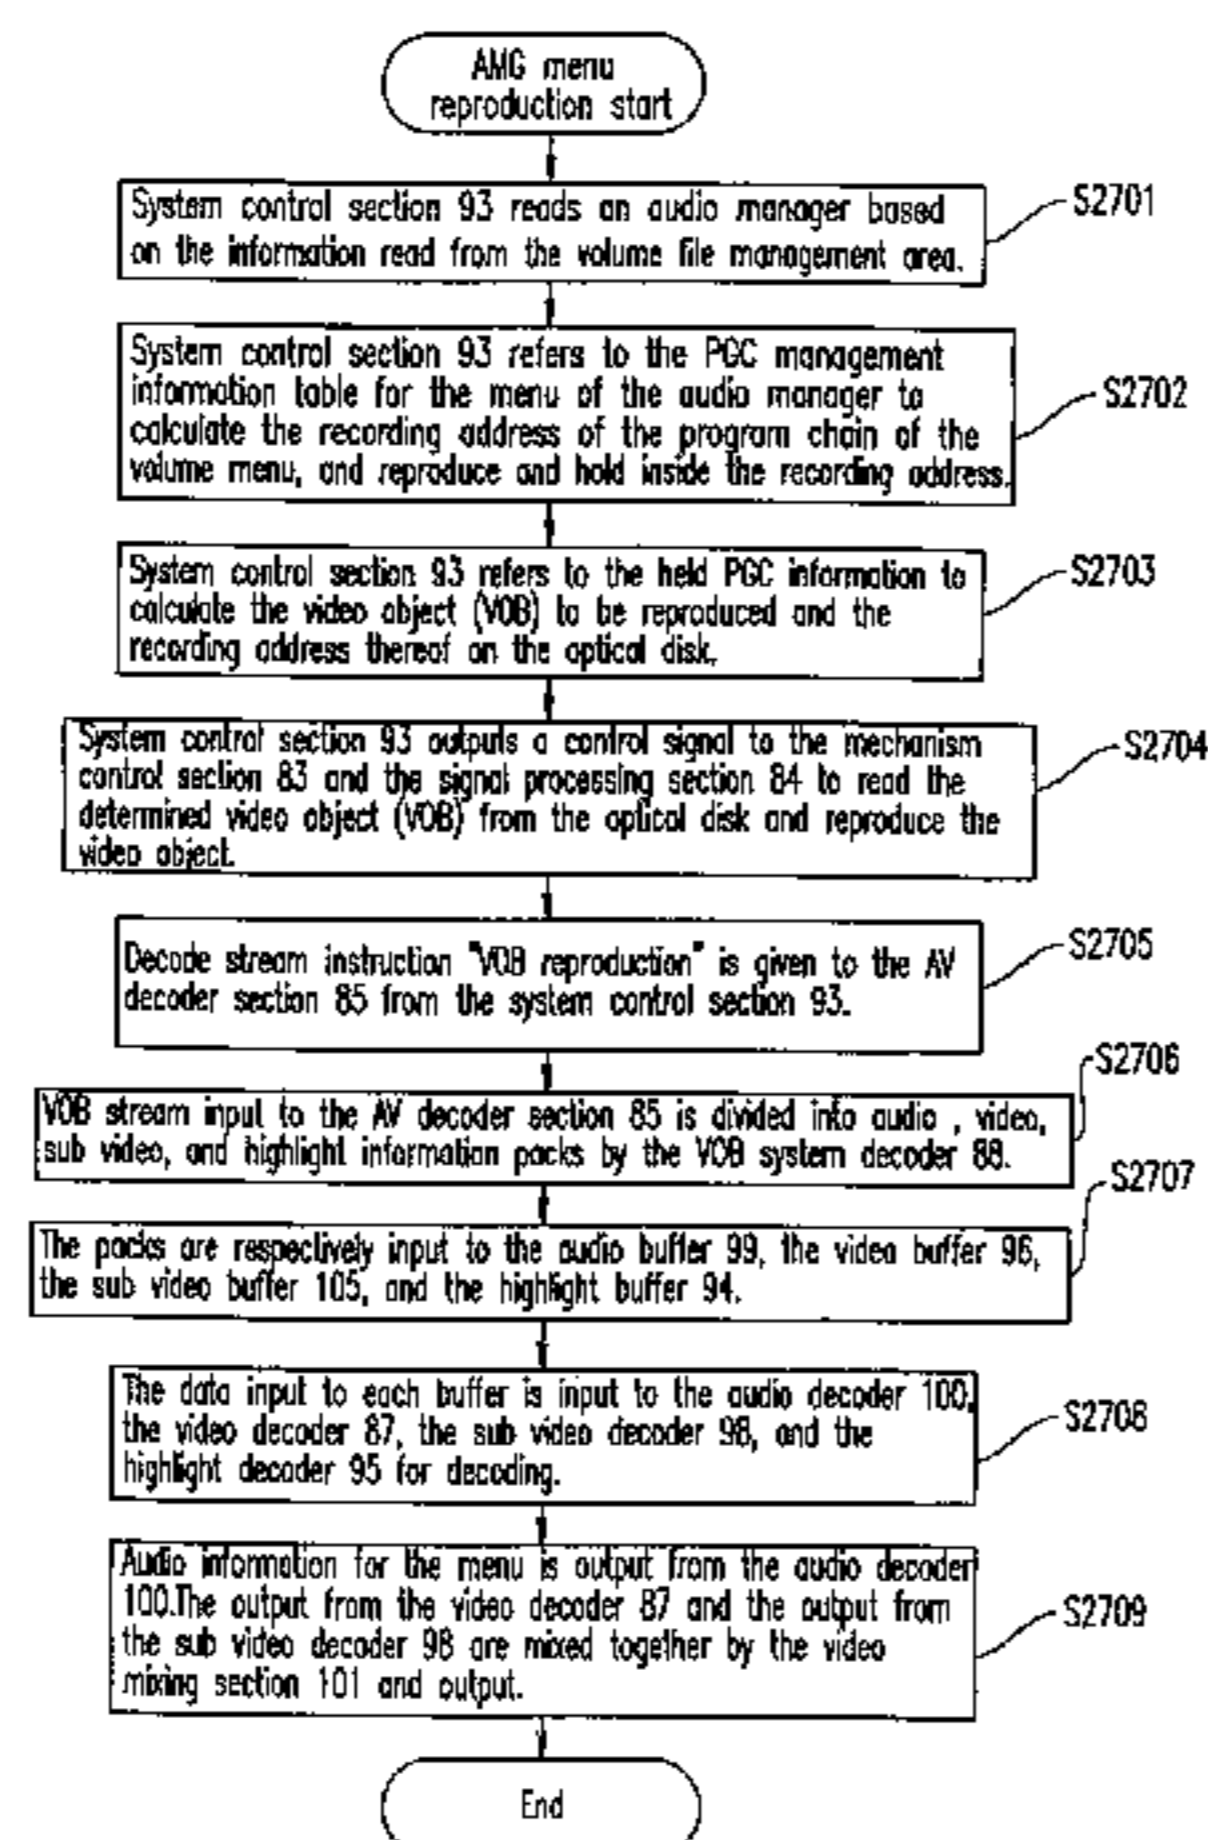 AMG menu
reproduction start
System control section 93 reads an audio manager based
on the information read from the volume file management area.
S2701
System control section 93 refers to the PGC management
information table for the menu of the audio manager to
calculate the recording address of the program chain of the
volume menu, and reproduce and hold inside the recording address.
S2702
System control section 93 refers to the held PGC information to
calculate the video object (VOB) to be reproduced and the
recording address thereof on the optical disk.
S2703
System control section 93 outputs a control signal to the mechanism
control section 83 and the signal processing section 84 to read the
determined video object (VOB) from the optical disk and reproduce the
video object.
S2704
Decode stream instruction "VOB reproduction" is given to the AV
decoder section 85 from the system control section 93.
S2705
VOB stream input to the AV decoder section 85 is divided into audio , video,
sub video, and highlight information packs by the VOB system decoder 88.
S2706
The packs are respectively input to the audio buffer 99, the video buffer 96,
the sub video buffer 105, and the highlight buffer 94.
S2707
The data input to each buffer is input to the audio decoder 100,
the video decoder 87, the sub video decoder 98, and the
highlight decoder 95 for decoding.
S2708
Audio information for the menu is output from the audio decoder
100.The output from the video decoder 87 and the output from
the sub video decoder 98 are mixed together by the video
mixing section 101 and output.
S2709
End